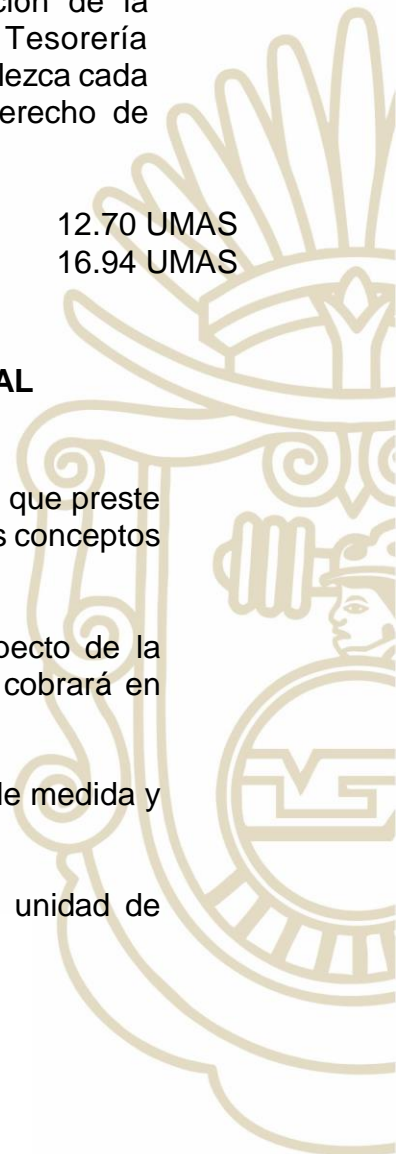 ción de la
Tesorería
lezca cada
erecho de
12.70 UMAS
16.94 UMAS
AL
que preste
s conceptos
pecto de la
cobrará en
de medida y
unidad de